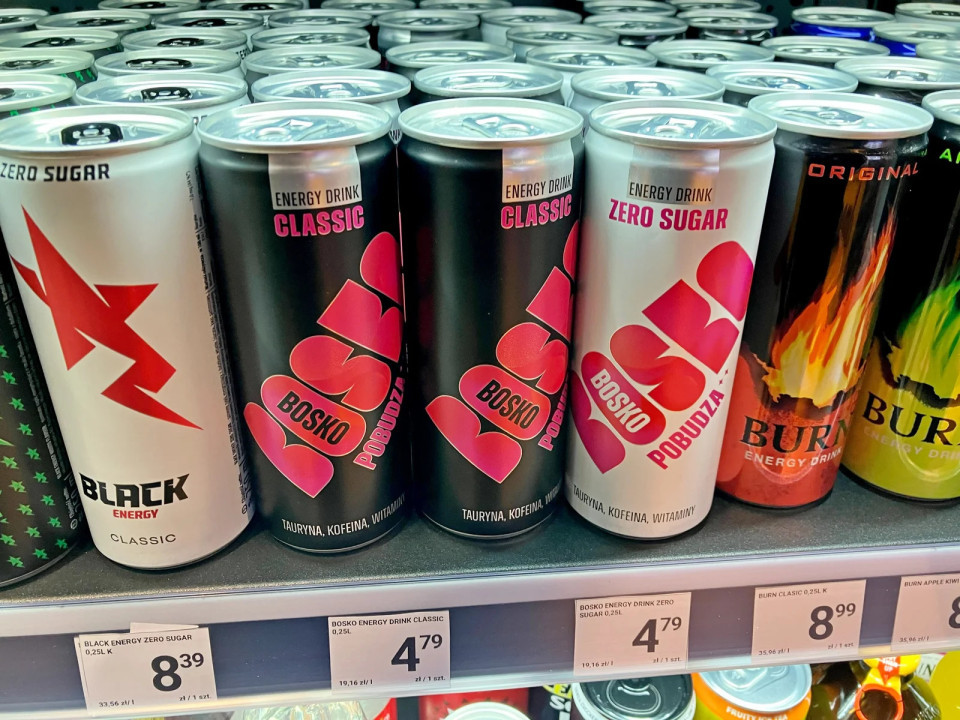 ZERO SUGAR
BLACK
ENERGY
CLASSIC
ENERGY DRINK
CLASSIC
BOSKO
BOSKO
POBUDZA
TAURYNA, KOFEINA, WITAMINY
ENERGY DRINK
CLASSIC
BOSKO
TAURYNA, KOFEINA,
ENERGY DRINK
ZERO SUGAR
BOSKO
BOSKO
POBUDZA
TAURYNA, KOFEINA, WITAMINY
ORIGINAL
BURN
ENERGY DRINK
BLACK ENERGY ZERO SUGAR
0,25L K
8 39
33,56 zł/ l
zł / 1 szt.
BOSKO ENERGY DRINK CLASSIC
0,25L
4 79
19,16 zł/ l
zł / 1 szt.
BOSKO ENERGY DRINK ZERO
SUGAR 0,25L
4 79
19,16 zł/ l
zł / 1 szt.
BURN CLASIC 0,25L K
8 99
35,96 zł/ l
zł / 1 szt.
BURN APPLE KIWI
8
35,96 zł/ l